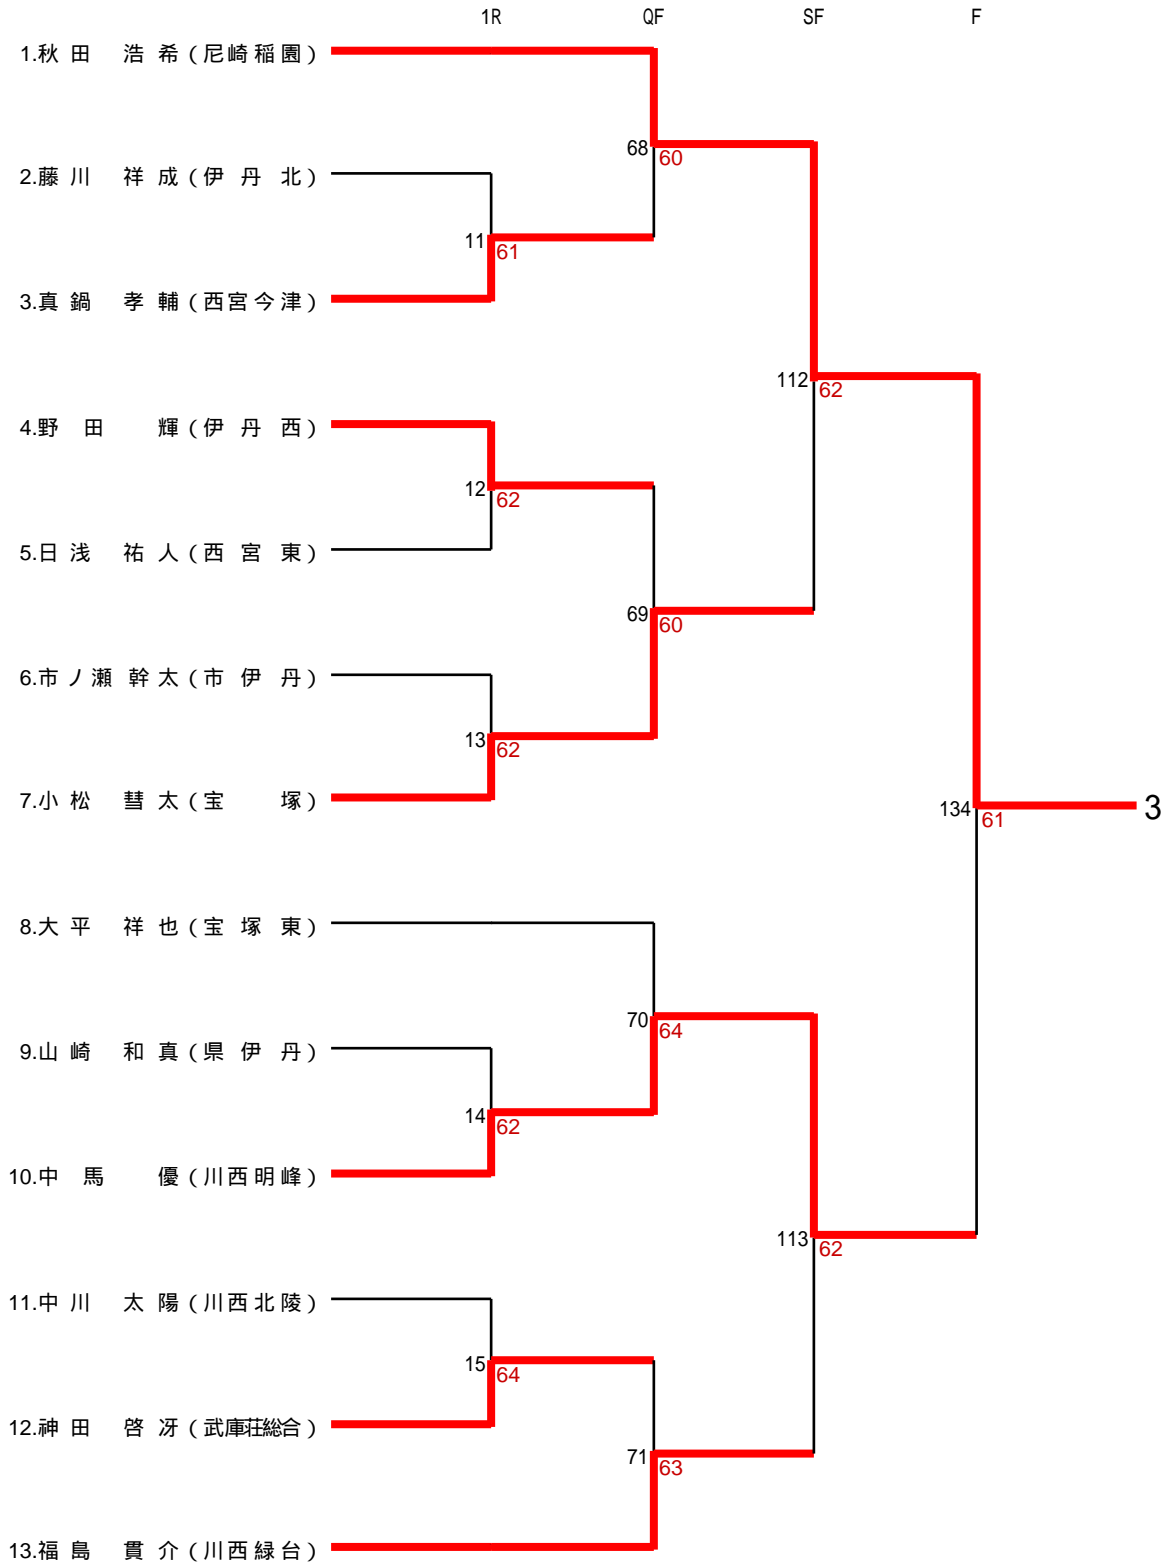 1R QF SF F
1.秋田 浩希(尼崎稲園)
68 60
2.藤川 祥成(伊丹北)
11 61
3.真鍋 孝輔(西宮今津)
112 62
4.野田 輝(伊丹西)
12 62
5.日浅 祐人(西宮東)
69 60
6.市ノ瀬 幹太(市伊丹)
13 62
7.小松 彗太(宝塚)
134 61 3
8.大平 祥也(宝塚東)
70 64
9.山崎 和真(県伊丹)
14 62
10.中馬 優(川西明峰)
113 62
11.中川 太陽(川西北陵)
15 64
12.神田 啓冴(武庫荘総合)
71 63
13.福島 貫介(川西緑台)